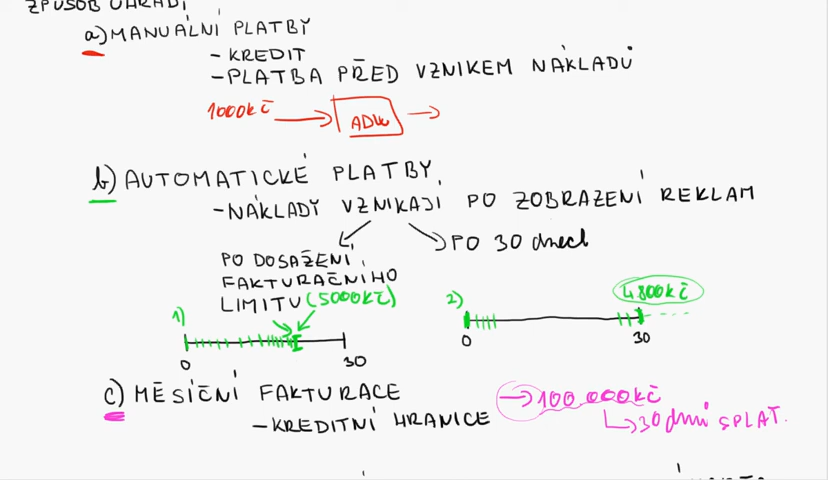 ZPŮSOB ÚHRADY
a) MANUÁLNÍ PLATBY
- KREDIT
- PLATBA PŘED VZNIKEM NÁKLADŮ
1000Kč
ADW
b) AUTOMATICKÉ PLATBY
- NÁKLADY VZNIKAJÍ PO ZOBRAZENÍ REKLAM
PO DOSAŽENÍ
FAKTURAČNÍHO
LIMITU (5000Kč)
PO 30 dnech
1)
0 30
2)
4 800Kč
0 30
c) MĚSÍČNÍ FAKTURACE
- KREDITNÍ HRANICE
100 000Kč
30 dní SPLAT.